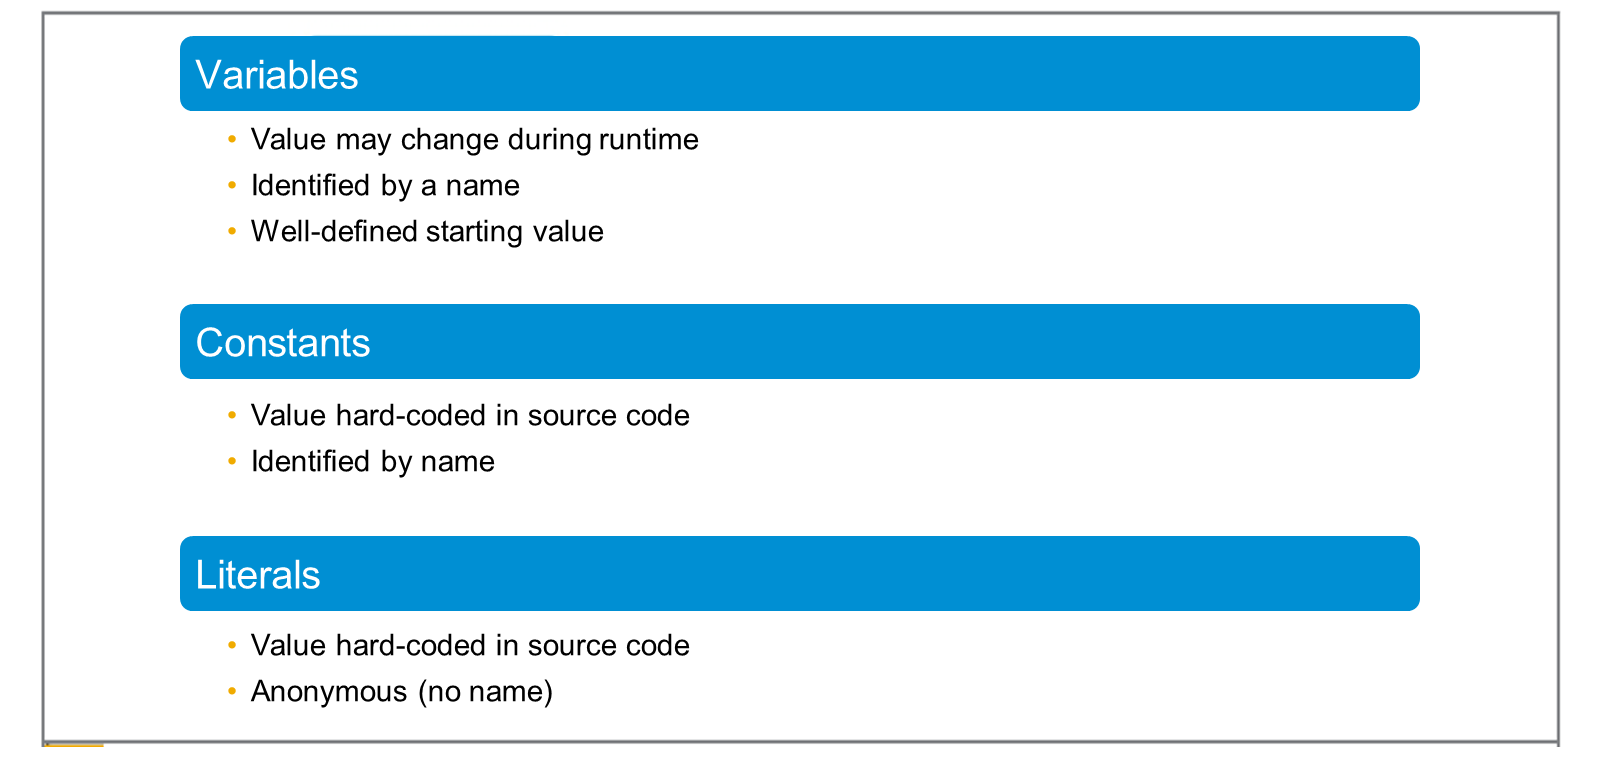 Variables
• Value may change during runtime
• Identified by a name
• Well-defined starting value
Constants
• Value hard-coded in source code
• Identified by name
Literals
• Value hard-coded in source code
• Anonymous (no name)